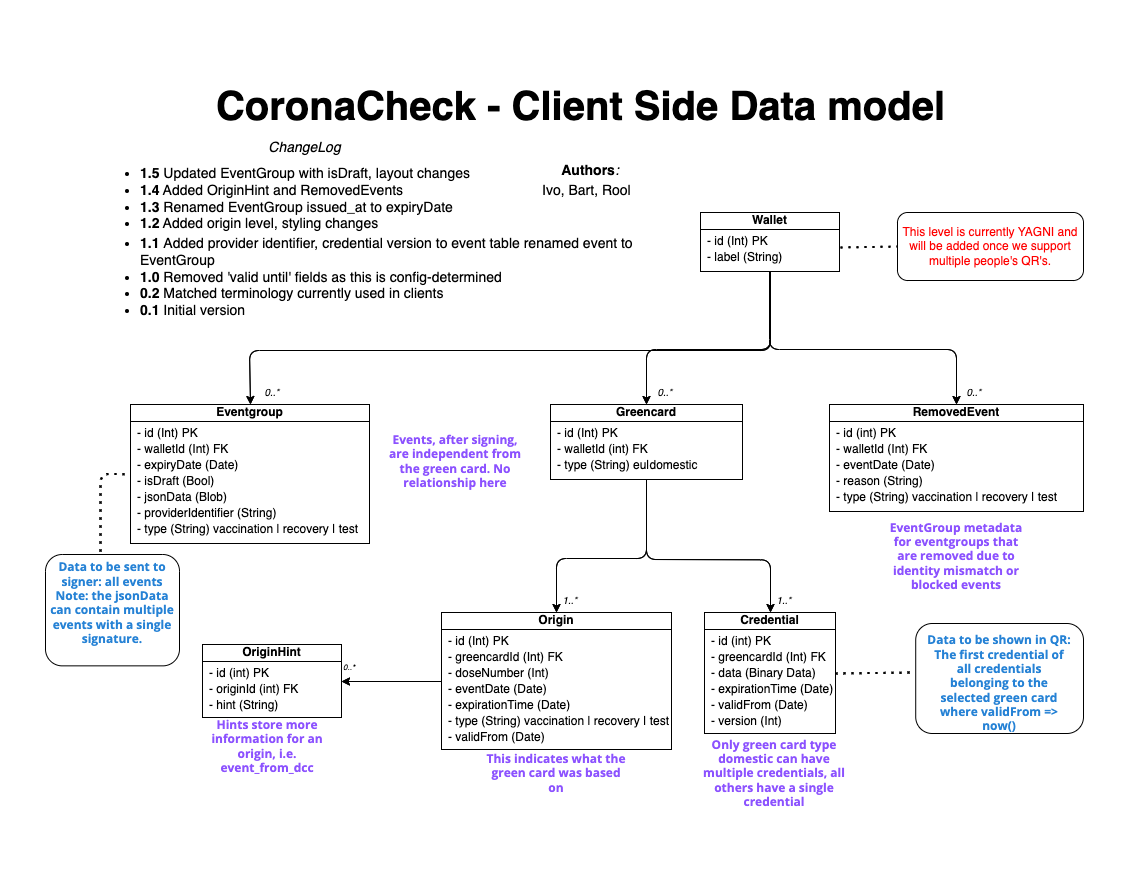 CoronaCheck - Client Side Data model
ChangeLog
• 1.5 Updated EventGroup with isDraft, layout changes
• 1.4 Added OriginHint and RemovedEvents
• 1.3 Renamed EventGroup issued_at to expiryDate
• 1.2 Added origin level, styling changes
• 1.1 Added provider identifier, credential version to event table renamed event to
EventGroup
• 1.0 Removed 'valid until' fields as this is config-determined
• 0.2 Matched terminology currently used in clients
• 0.1 Initial version
Authors:
Ivo, Bart, Rool
Wallet
- id (Int) PK
- label (String)
This level is currently YAGNI and
will be added once we support
multiple people's QR's.
0..*
0..*
0..*
Eventgroup
- id (Int) PK
- walletId (Int) FK
- expiryDate (Date)
- isDraft (Bool)
- jsonData (Blob)
- providerIdentifier (String)
- type (String) vaccination | recovery | test
Events, after signing,
are independent from
the green card. No
relationship here
Greencard
- id (Int) PK
- walletId (int) FK
- type (String) eu|domestic
RemovedEvent
- id (int) PK
- walletId (Int) FK
- eventDate (Date)
- reason (String)
- type (String) vaccination | recovery | test
EventGroup metadata
for eventgroups that
are removed due to
identity mismatch or
blocked events
Data to be sent to
signer: all events
Note: the jsonData
can contain multiple
events with a single
signature.
1..*
1..*
Origin
- id (Int) PK
- greencardId (Int) FK
- doseNumber (Int)
- eventDate (Date)
- expirationTime (Date)
- type (String) vaccination | recovery | test
- validFrom (Date)
This indicates what the
green card was based
on
Credential
- id (int) PK
- greencardId (Int) FK
- data (Binary Data)
- expirationTime (Date)
- validFrom (Date)
- version (Int)
Only green card type
domestic can have
multiple credentials, all
others have a single
credential
Data to be shown in QR:
The first credential of
all credentials
belonging to the
selected green card
where validFrom =>
now()
OriginHint
- id (int) PK
- originId (int) FK
- hint (String)
0..*
Hints store more
information for an
origin, i.e.
event_from_dcc